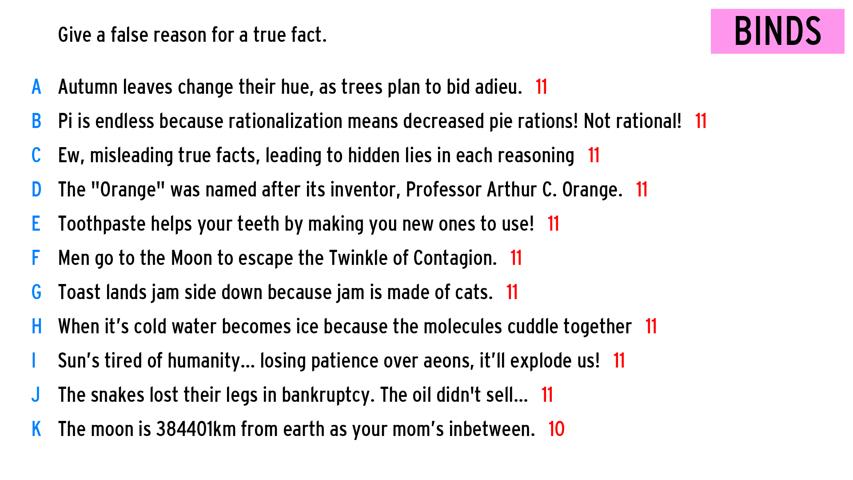 Give a false reason for a true fact.
BINDS
A Autumn leaves change their hue, as trees plan to bid adieu. 11
B Pi is endless because rationalization means decreased pie rations! Not rational! 11
C Ew, misleading true facts, leading to hidden lies in each reasoning 11
D The "Orange" was named after its inventor, Professor Arthur C. Orange. 11
E Toothpaste helps your teeth by making you new ones to use! 11
F Men go to the Moon to escape the Twinkle of Contagion. 11
G Toast lands jam side down because jam is made of cats. 11
H When it’s cold water becomes ice because the molecules cuddle together 11
I Sun’s tired of humanity... losing patience over aeons, it’ll explode us! 11
J The snakes lost their legs in bankruptcy. The oil didn't sell... 11
K The moon is 384401km from earth as your mom’s inbetween. 10